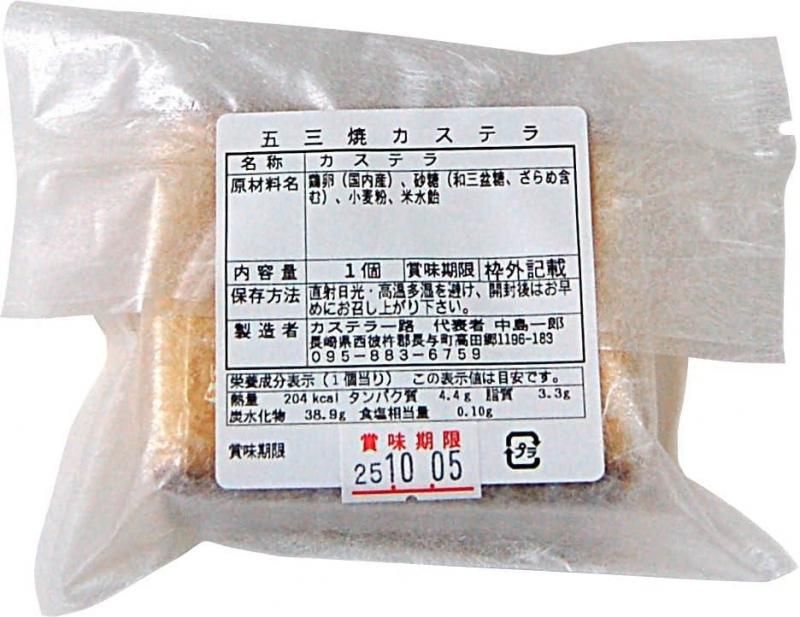 五三焼カステラ
名称 カステラ
原材料名 鶏卵（国内産）、砂糖（和三盆糖、ざらめ含
む）、小麦粉、米水飴
内容量 1個 賞味期限 枠外記載
保存方法 直射日光・高温多湿を避け、開封後はお早
めにお召し上がり下さい。
製造者 カステラ一路 代表者 中島一郎
長崎県西彼杵郡長与町高田郷1196-183
095-883-6759
栄養成分表示（1個当り） この表示値は目安です。
熱量 204kcal タンパク質 4.4g 脂質 3.3g
炭水化物 38.9g 食塩相当量 0.10g
賞味期限
賞味期限
25 10 05
プラ